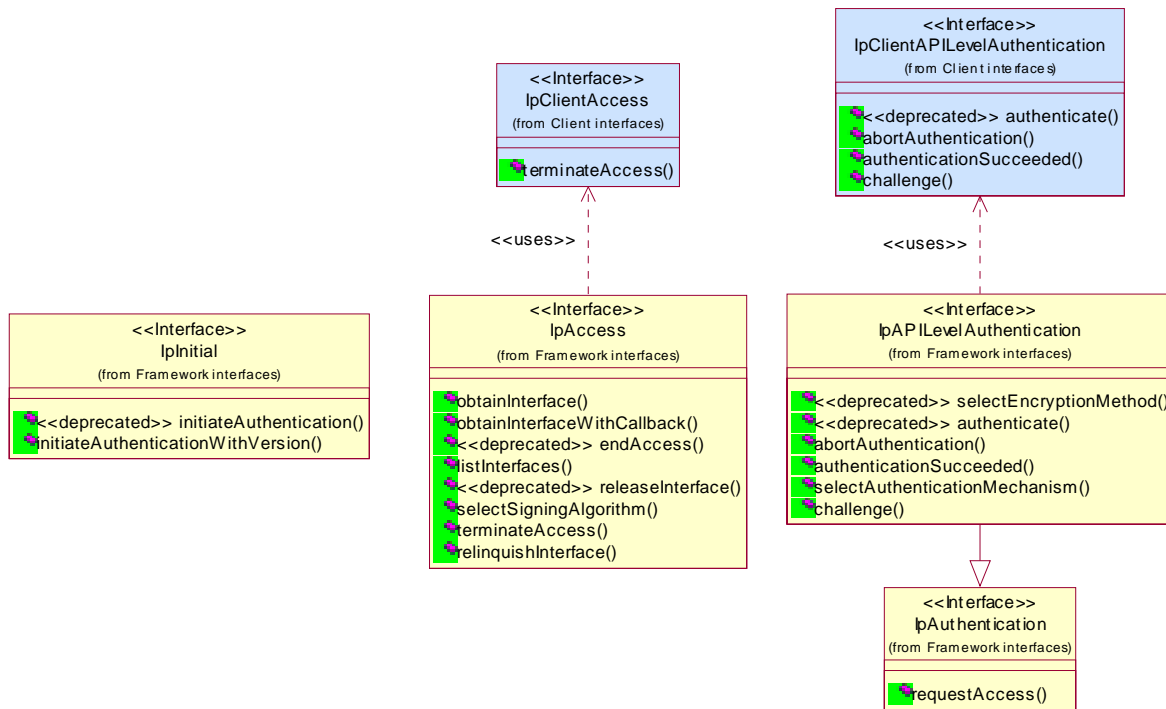 <<Interface>>
IpClientAPILevelAuthentication
(from Client interfaces)
<<deprecated>> authenticate()
abortAuthentication()
authenticationSucceeded()
challenge()
<<Interface>>
IpClientAccess
(from Client interfaces)
terminateAccess()
<<uses>>
<<uses>>
<<Interface>>
IpInitial
(from Framework interfaces)
<<deprecated>> initiateAuthentication()
initiateAuthenticationWithVersion()
<<Interface>>
IpAccess
(from Framework interfaces)
obtainInterface()
obtainInterfaceWithCallback()
<<deprecated>> endAccess()
listInterfaces()
<<deprecated>> releaseInterface()
selectSigningAlgorithm()
terminateAccess()
relinquishInterface()
<<Interface>>
IpAPILevelAuthentication
(from Framework interfaces)
<<deprecated>> selectEncryptionMethod()
<<deprecated>> authenticate()
abortAuthentication()
authenticationSucceeded()
selectAuthenticationMechanism()
challenge()
<<Interface>>
IpAuthentication
(from Framework interfaces)
requestAccess()